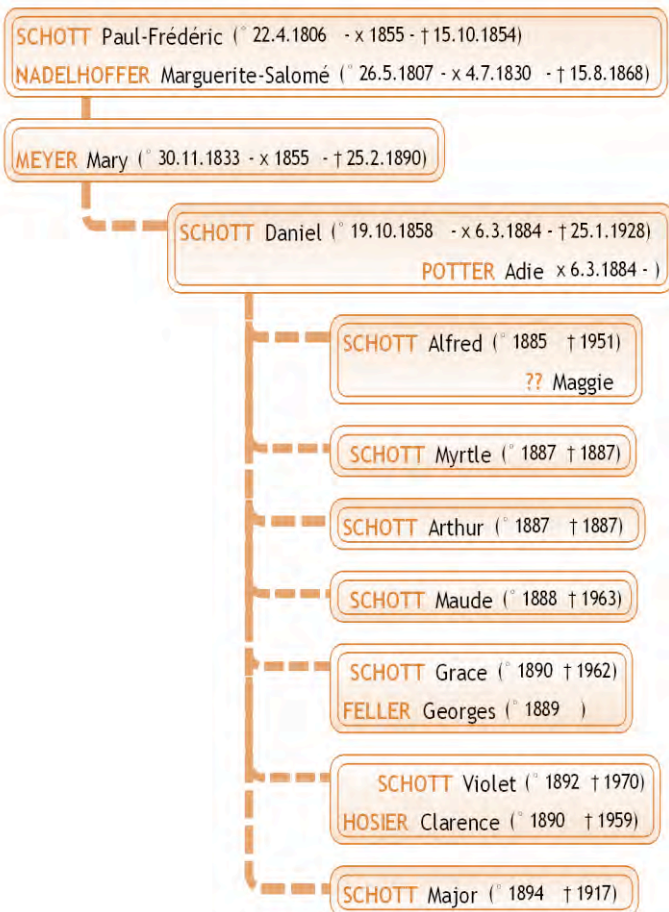 SCHOTT Paul-Frédéric (° 22.4.1806 - x 1855 - † 15.10.1854)
NADELHOFFER Marguerite-Salomé (° 26.5.1807 - x 4.7.1830 - † 15.8.1868)
MEYER Mary (° 30.11.1833 - x 1855 - † 25.2.1890)
SCHOTT Daniel (° 19.10.1858 - x 6.3.1884 - † 25.1.1928)
POTTER Adie x 6.3.1884 - )
SCHOTT Alfred (° 1885 † 1951)
?? Maggie
SCHOTT Myrtle (° 1887 † 1887)
SCHOTT Arthur (° 1887 † 1887)
SCHOTT Maude (° 1888 † 1963)
SCHOTT Grace (° 1890 † 1962)
FELLER Georges (° 1889 )
SCHOTT Violet (° 1892 † 1970)
HOSIER Clarence (° 1890 † 1959)
SCHOTT Major (° 1894 † 1917)